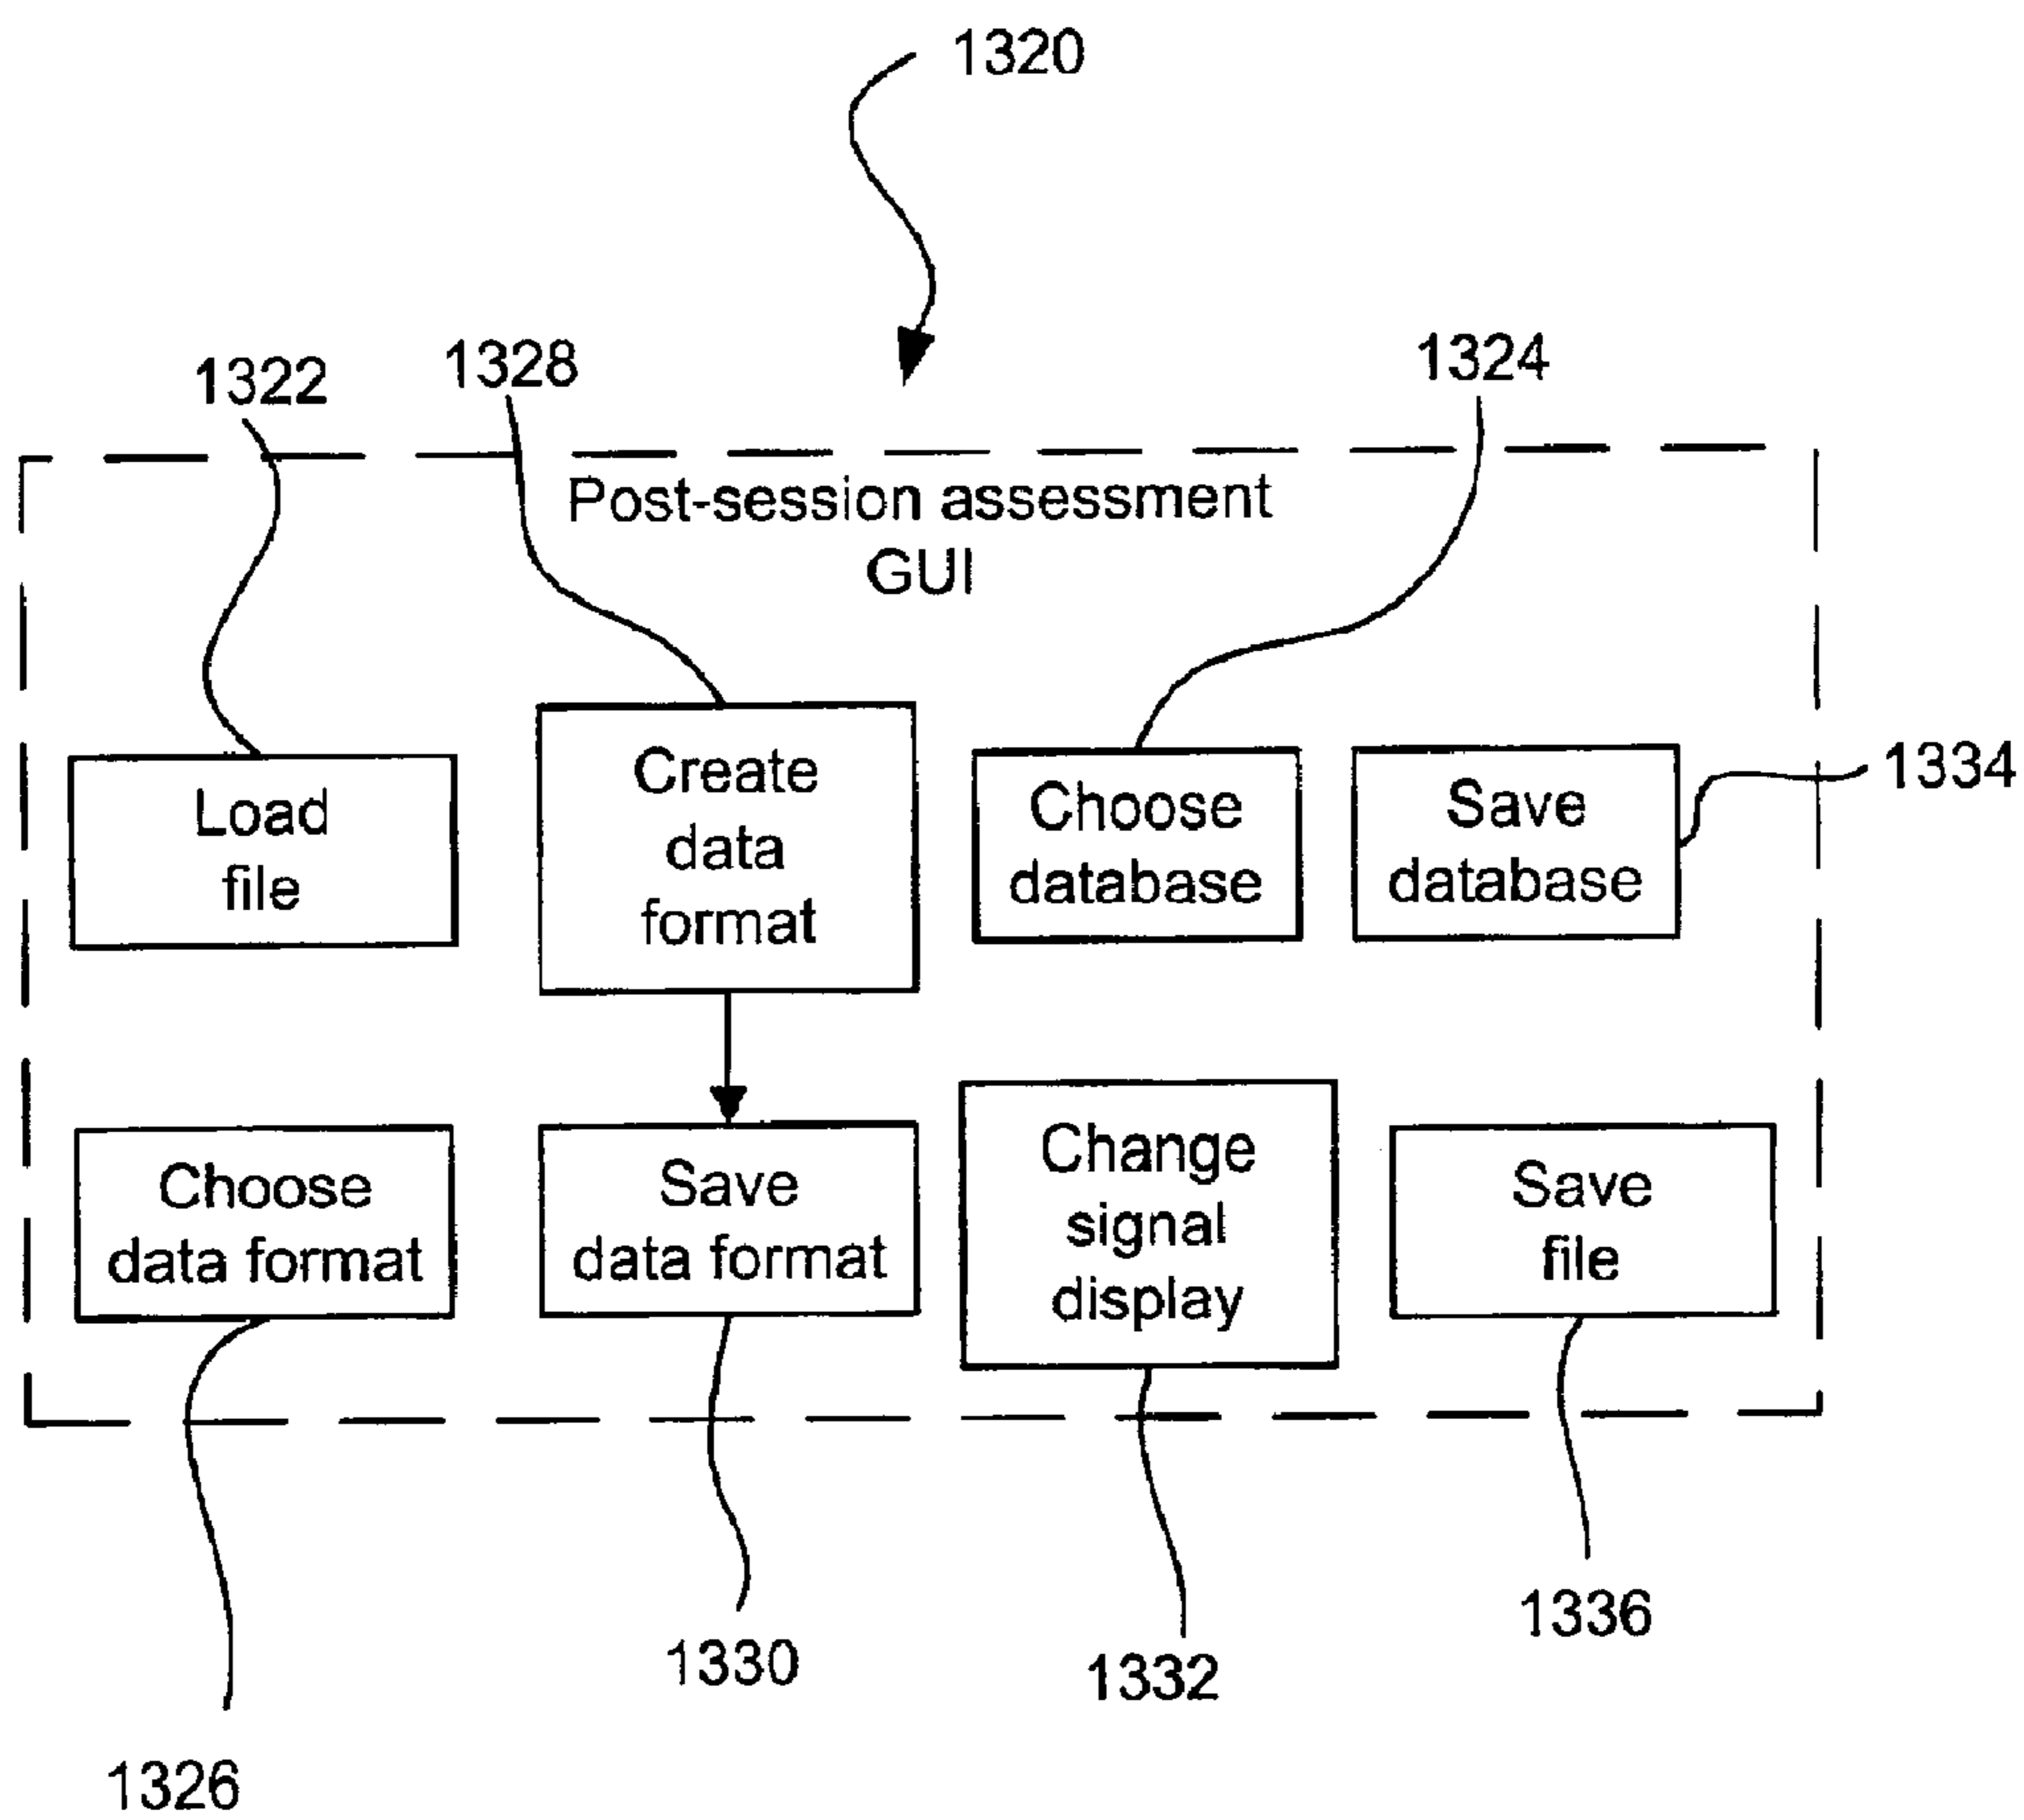 1320
1322
1328
1324
Post-session assessment
GUI
Load
file
Create
data
format
Choose
database
Save
database
1334
Choose
data format
Save
data format
Change
signal
display
Save
file
1326
1330
1332
1336